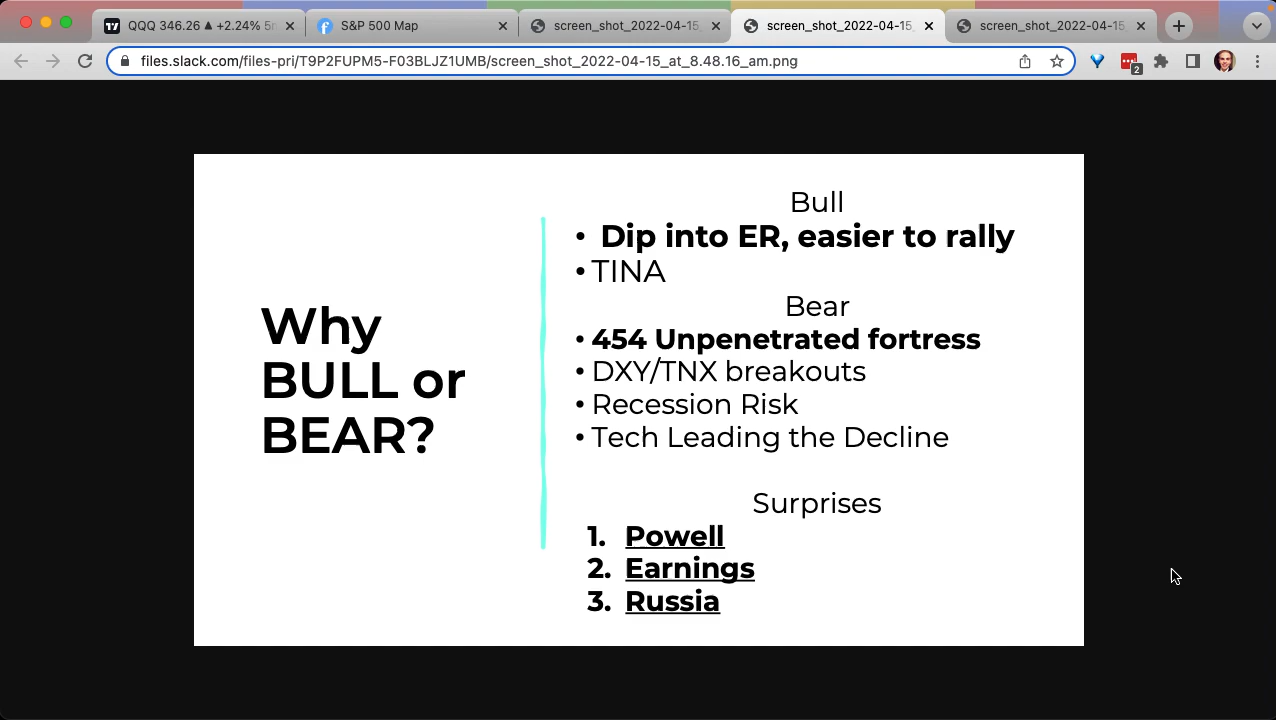 QQQ 346.26 ▲ +2.24%
S&P 500 Map
screen_shot_2022-04-15
screen_shot_2022-04-15
screen_shot_2022-04-15
files.slack.com/files-pri/T9P2FUPM5-F03BLJZ1UMB/screen_shot_2022-04-15_at_8.48.16_am.png
2
Why
BULL or
BEAR?
Bull
• Dip into ER, easier to rally
• TINA
Bear
• 454 Unpenetrated fortress
• DXY/TNX breakouts
• Recession Risk
• Tech Leading the Decline
Surprises
1. Powell
2. Earnings
3. Russia